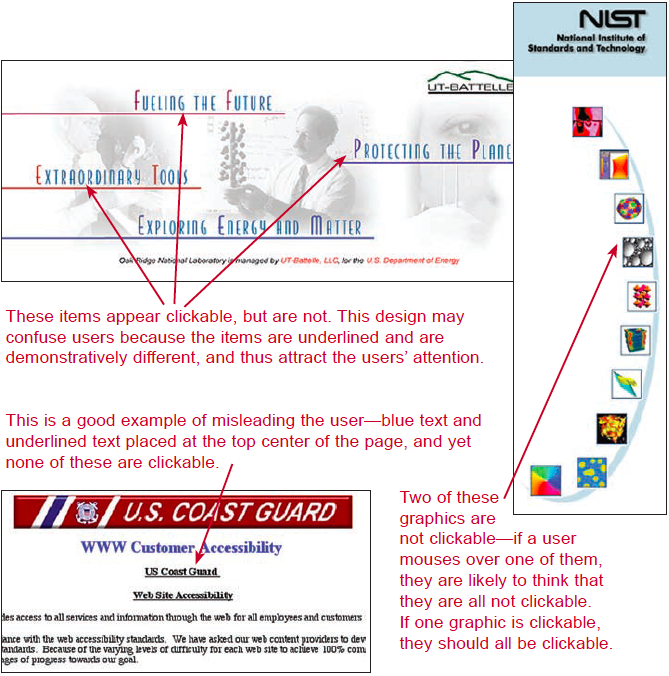 NIST
National Institute of
Standards and Technology
UT-BATTELLE
FUELING THE FUTURE
PROTECTING THE PLANE
EXTRAORDINARY TOOLS
EXPLORING ENERGY AND MATTER
Oak Ridge National Laboratory is managed by UT-Battelle, LLC, for the U.S. Department of Energy
These items appear clickable, but are not. This design may
confuse users because the items are underlined and are
demonstratively different, and thus attract the users’ attention.
This is a good example of misleading the user—blue text and
underlined text placed at the top center of the page, and yet
none of these are clickable.
U.S. COAST GUARD
WWW Customer Accessibility
US Coast Guard
Web Site Accessibility
des access to all services and information through the web for all employees and customers
ance with the web accessibility standards. We have asked our web content providers to dev
tandards. Because of the varying levels of difficulty for each web site to achieve 100% com
ages of progress towards our goal.
Two of these
graphics are
not clickable—if a user
mouses over one of them,
they are likely to think that
they are all not clickable.
If one graphic is clickable,
they should all be clickable.